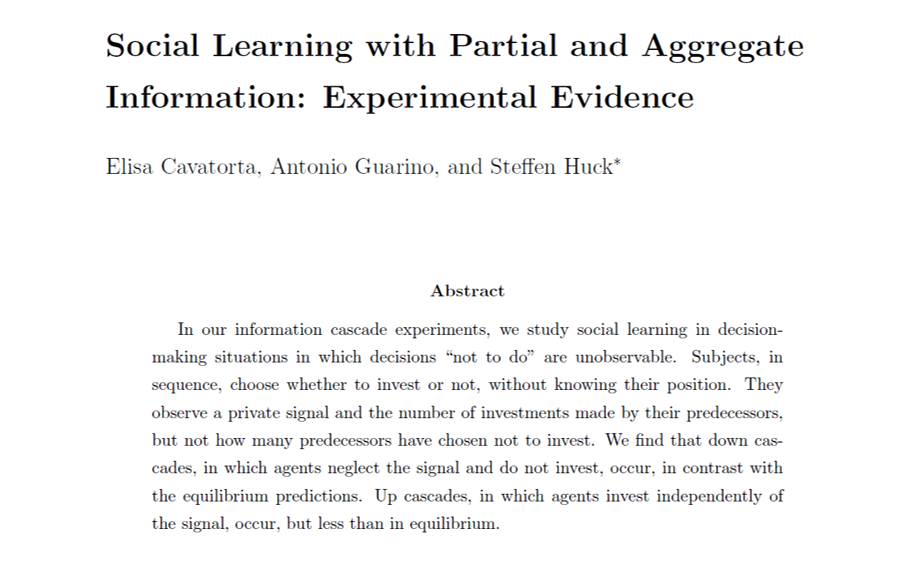 Social Learning with Partial and Aggregate
Information: Experimental Evidence
Elisa Cavatorta, Antonio Guarino, and Steffen Huck*
Abstract
In our information cascade experiments, we study social learning in decision-
making situations in which decisions “not to do” are unobservable. Subjects, in
sequence, choose whether to invest or not, without knowing their position. They
observe a private signal and the number of investments made by their predecessors,
but not how many predecessors have chosen not to invest. We find that down cas-
cades, in which agents neglect the signal and do not invest, occur, in contrast with
the equilibrium predictions. Up cascades, in which agents invest independently of
the signal, occur, but less than in equilibrium.